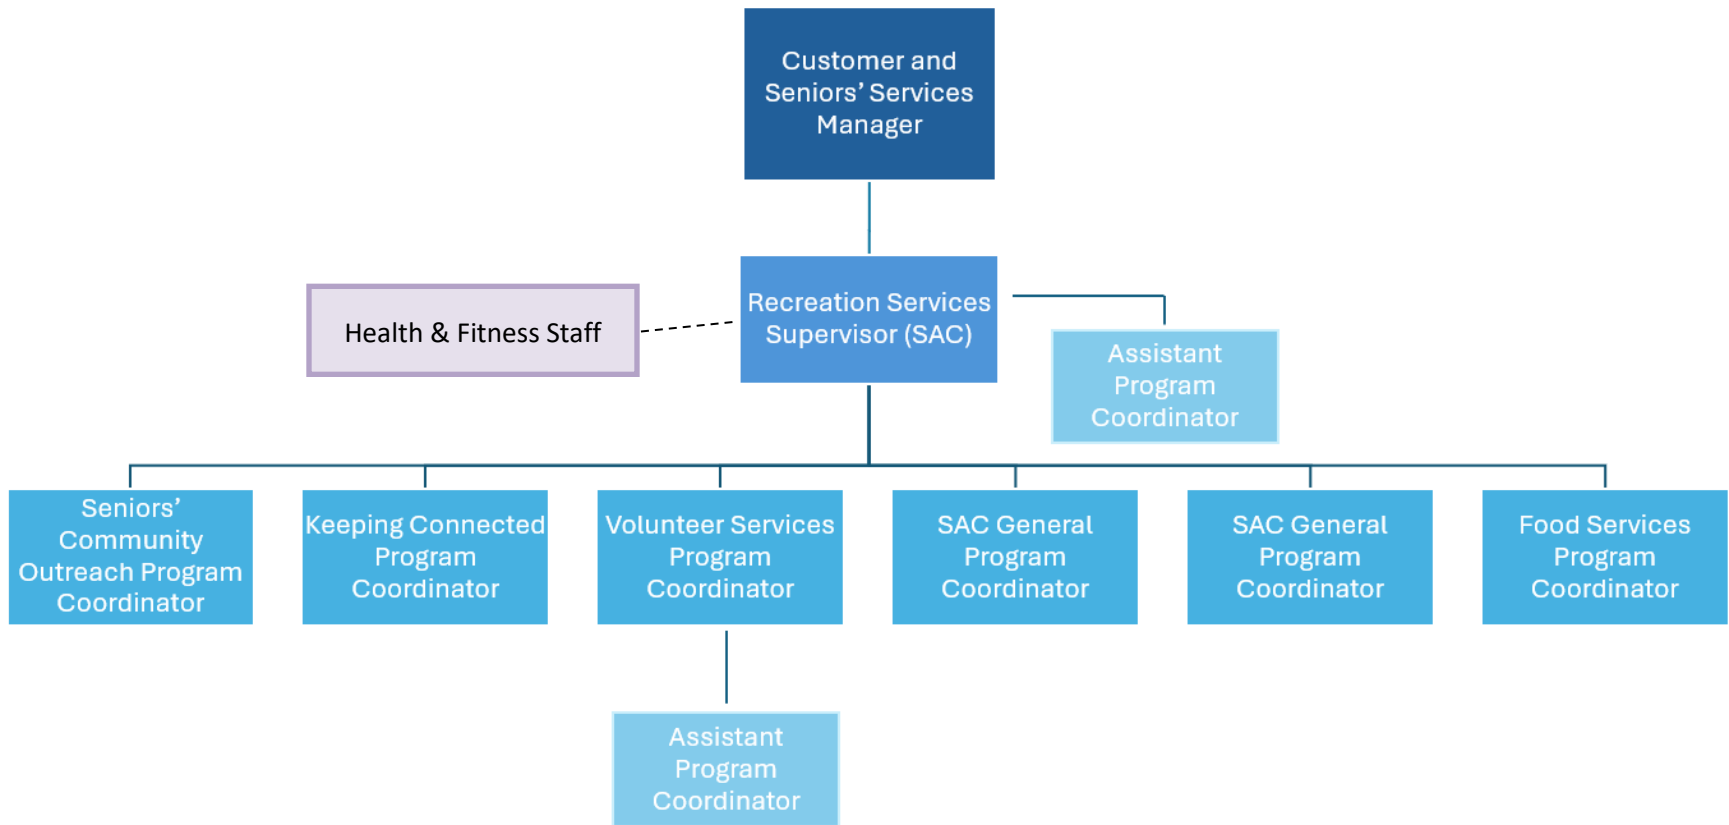 Customer and
Seniors’ Services
Manager
Health & Fitness Staff
Recreation Services
Supervisor (SAC)
Assistant
Program
Coordinator
Seniors’
Community
Outreach Program
Coordinator
Keeping Connected
Program
Coordinator
Volunteer Services
Program
Coordinator
SAC General
Program
Coordinator
SAC General
Program
Coordinator
Food Services
Program
Coordinator
Assistant
Program
Coordinator